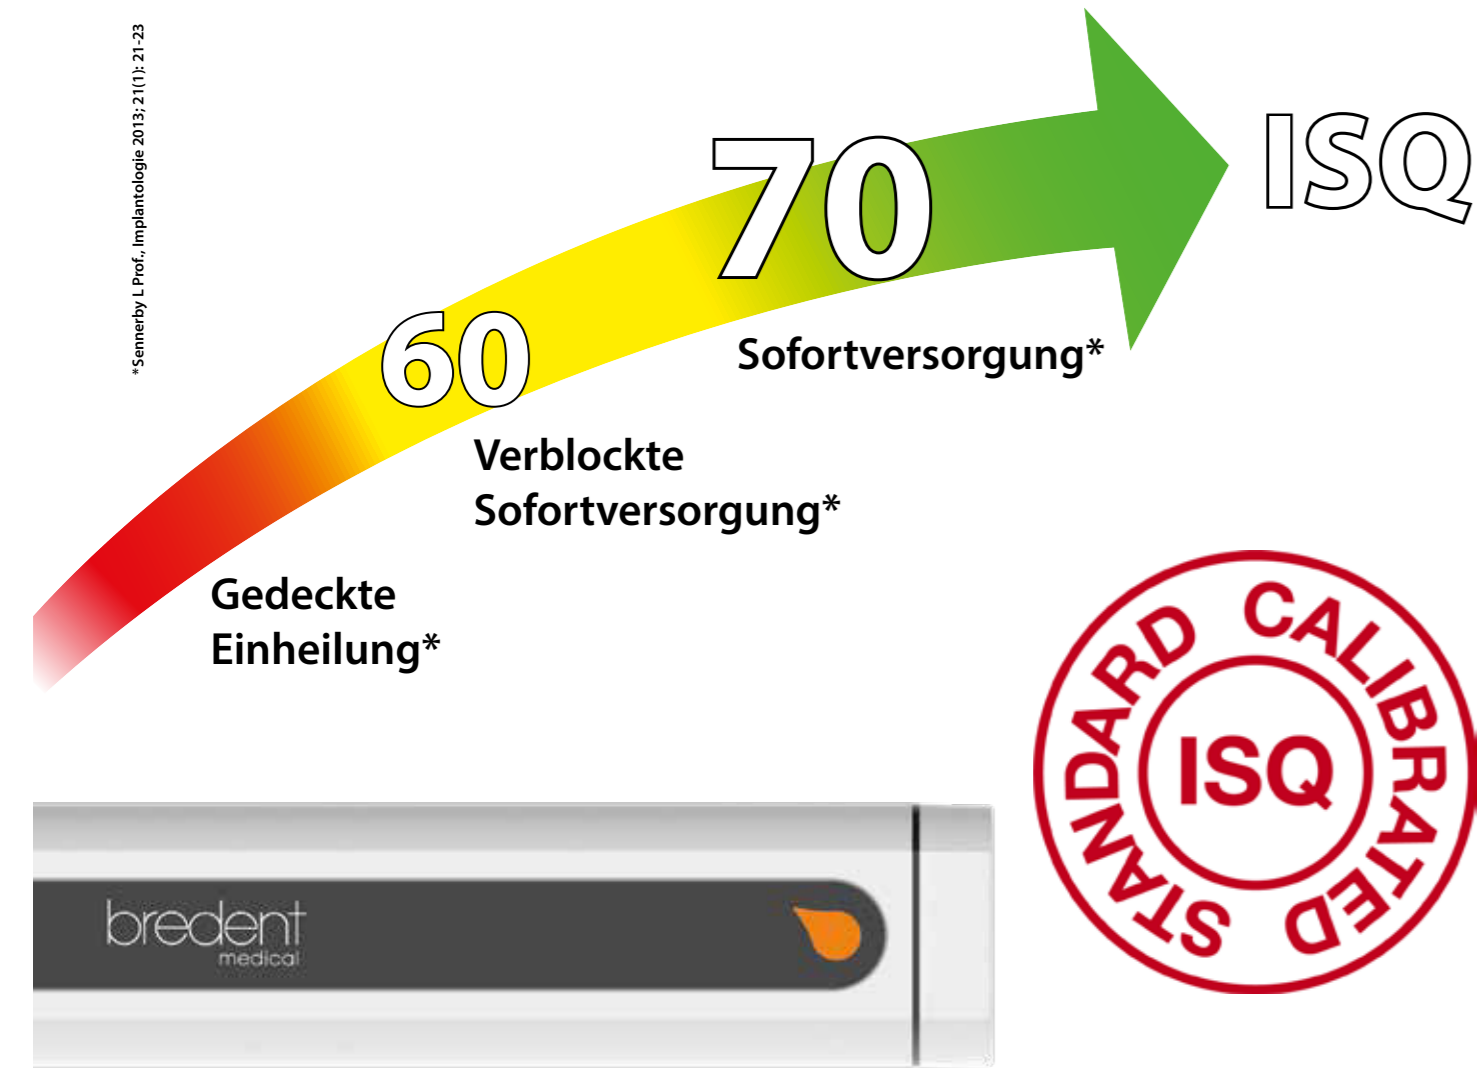 *Sennerby L Prof., Implantologie 2013; 21(1): 21-23
ISQ
70
60
Sofortversorgung*
Verblockte
Sofortversorgung*
Gedeckte
Einheilung*
STANDARD CALIBRATED
ISQ
bredent
medical